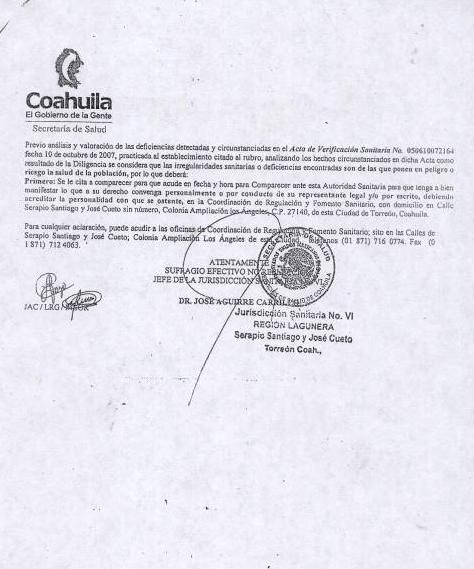 Coahuila
El Gobierno de la Gente
Secretaría de Salud
Previo análisis y valoración de las deficiencias detectadas y circunstanciadas en el Acta de Verificación Sanitaria No. 050610072164
fecha 10 de octubre de 2007, practicada al establecimiento citado al rubro, analizando los hechos circunstanciados en dicha Acta como
resultado de la Diligencia se considera que las irregularidades sanitarias o deficiencias encontradas son de las que ponen en peligro o
riesgo la salud de la población, por lo que deberá:
Primero: Se le cita a comparecer para que acude en fecha y hora para Comparecer ante esta Autoridad Sanitaria para que tenga a bien
manifestar lo que a su derecho convenga personalmente o por conducto de su representante legal y/o por escrito, debiendo
acreditar la personalidad con que se ostente, en la Coordinación de Regulación y Fomento Sanitario, con domicilio en Calle
Serapio Santiago y José Cueto sin número, Colonia Ampliación los Angeles, C.P. 27140, de esta Ciudad de Torreón, Coahuila.
Para cualquier aclaración, puede acudir a las oficinas de Coordinación de Regulación y Fomento Sanitario; sito en las Calles de
Serapio Santiago y José Cueto; Colonia Ampliación Los Ángeles de esta Ciudad, Teléfonos (01 871) 716 0774. Fax (0
1 871) 712 4063.
ATENTAMENTE
SUFRAGIO EFECTIVO NO REELECCION
JEFE DE LA JURISDICCIÓN SANITARIA VI
SECRETARIA DE SALUD
DR. JOSE AGUIRRE CARRILLO
JAC / LRG /
Jurisdicción Sanitaria No. VI
REGION LAGUNERA
Serapio Santiago y José Cueto
Torreón Coah.,